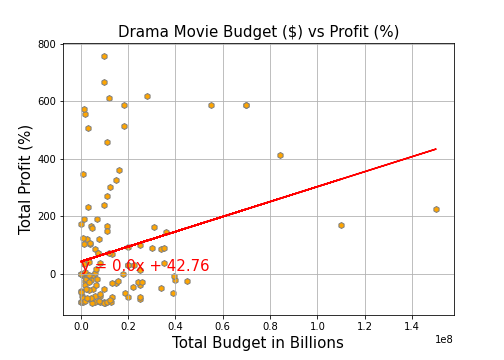 Drama Movie Budget ($) vs Profit (%)
800
600
400
200
0
Total Profit (%)
y = 0.0x + 42.76
0.0 0.2 0.4 0.6 0.8 1.0 1.2 1.4
1e8
Total Budget in Billions